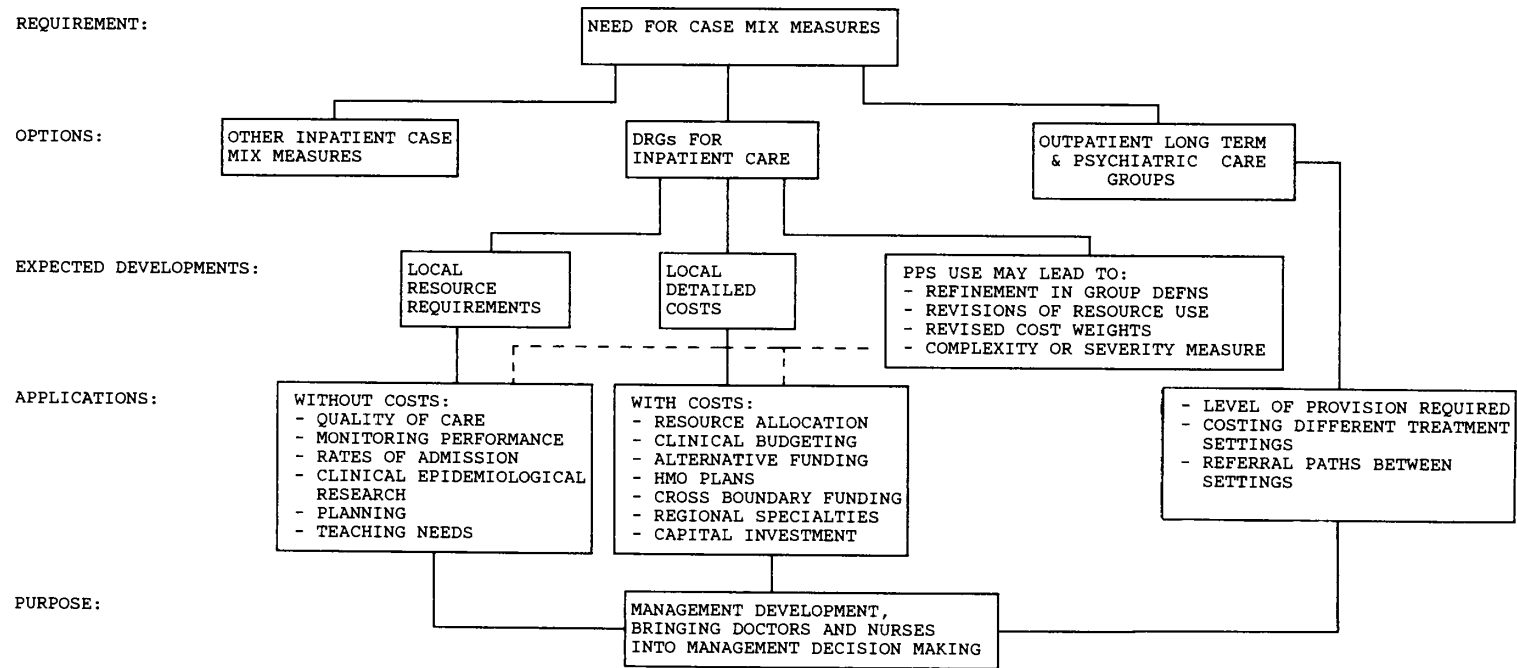 REQUIREMENT:
NEED FOR CASE MIX MEASURES
OPTIONS:
OTHER INPATIENT CASE
MIX MEASURES
DRGs FOR
INPATIENT CARE
OUTPATIENT LONG TERM
& PSYCHIATRIC CARE
GROUPS
EXPECTED DEVELOPMENTS:
LOCAL
RESOURCE
REQUIREMENTS
LOCAL
DETAILED
COSTS
PPS USE MAY LEAD TO:
- REFINEMENT IN GROUP DEFNS
- REVISIONS OF RESOURCE USE
- REVISED COST WEIGHTS
- COMPLEXITY OR SEVERITY MEASURE
APPLICATIONS:
WITHOUT COSTS:
- QUALITY OF CARE
- MONITORING PERFORMANCE
- RATES OF ADMISSION
- CLINICAL EPIDEMIOLOGICAL
RESEARCH
- PLANNING
- TEACHING NEEDS
WITH COSTS:
- RESOURCE ALLOCATION
- CLINICAL BUDGETING
- ALTERNATIVE FUNDING
- HMO PLANS
- CROSS BOUNDARY FUNDING
- REGIONAL SPECIALTIES
- CAPITAL INVESTMENT
- LEVEL OF PROVISION REQUIRED
- COSTING DIFFERENT TREATMENT
SETTINGS
- REFERRAL PATHS BETWEEN
SETTINGS
PURPOSE:
MANAGEMENT DEVELOPMENT,
BRINGING DOCTORS AND NURSES
INTO MANAGEMENT DECISION MAKING